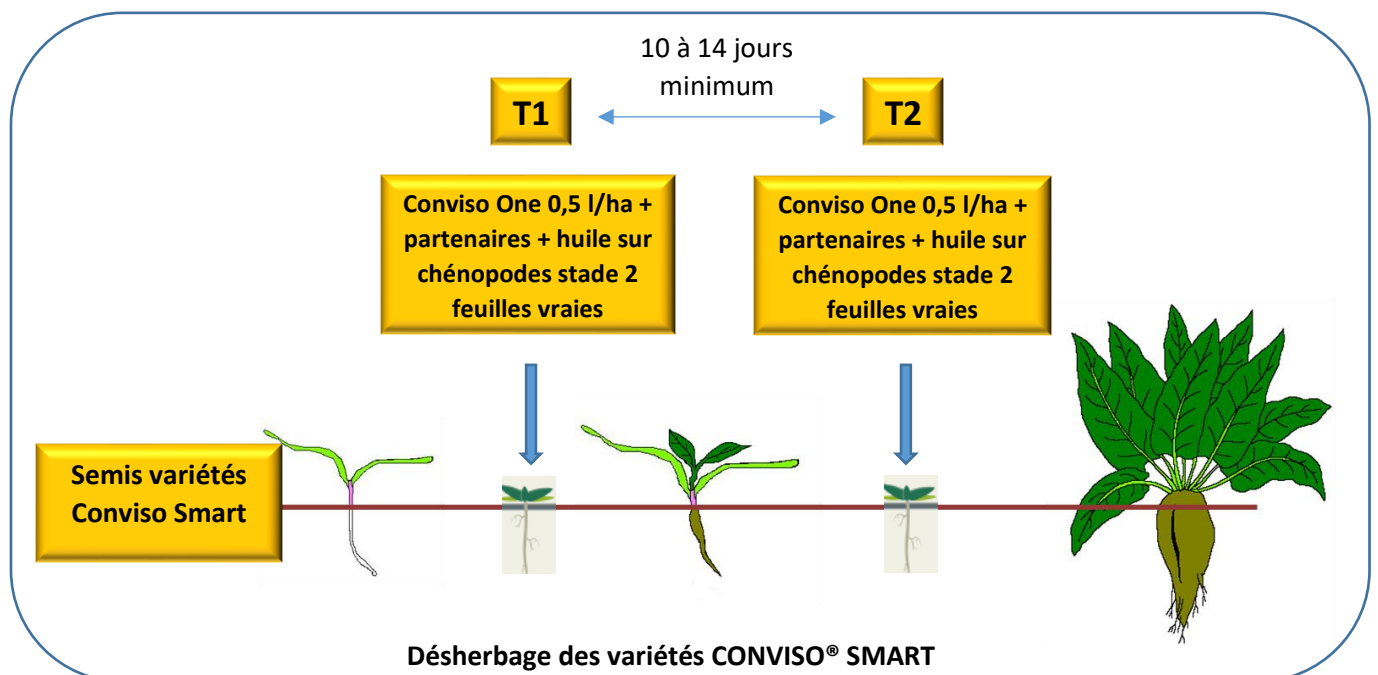 10 à 14 jours
minimum
T1
T2
Conviso One 0,5 l/ha +
partenaires + huile sur
chénopodes stade 2
feuilles vraies
Conviso One 0,5 l/ha +
partenaires + huile sur
chénopodes stade 2
feuilles vraies
Semis variétés
Conviso Smart
Désherbage des variétés CONVISO® SMART